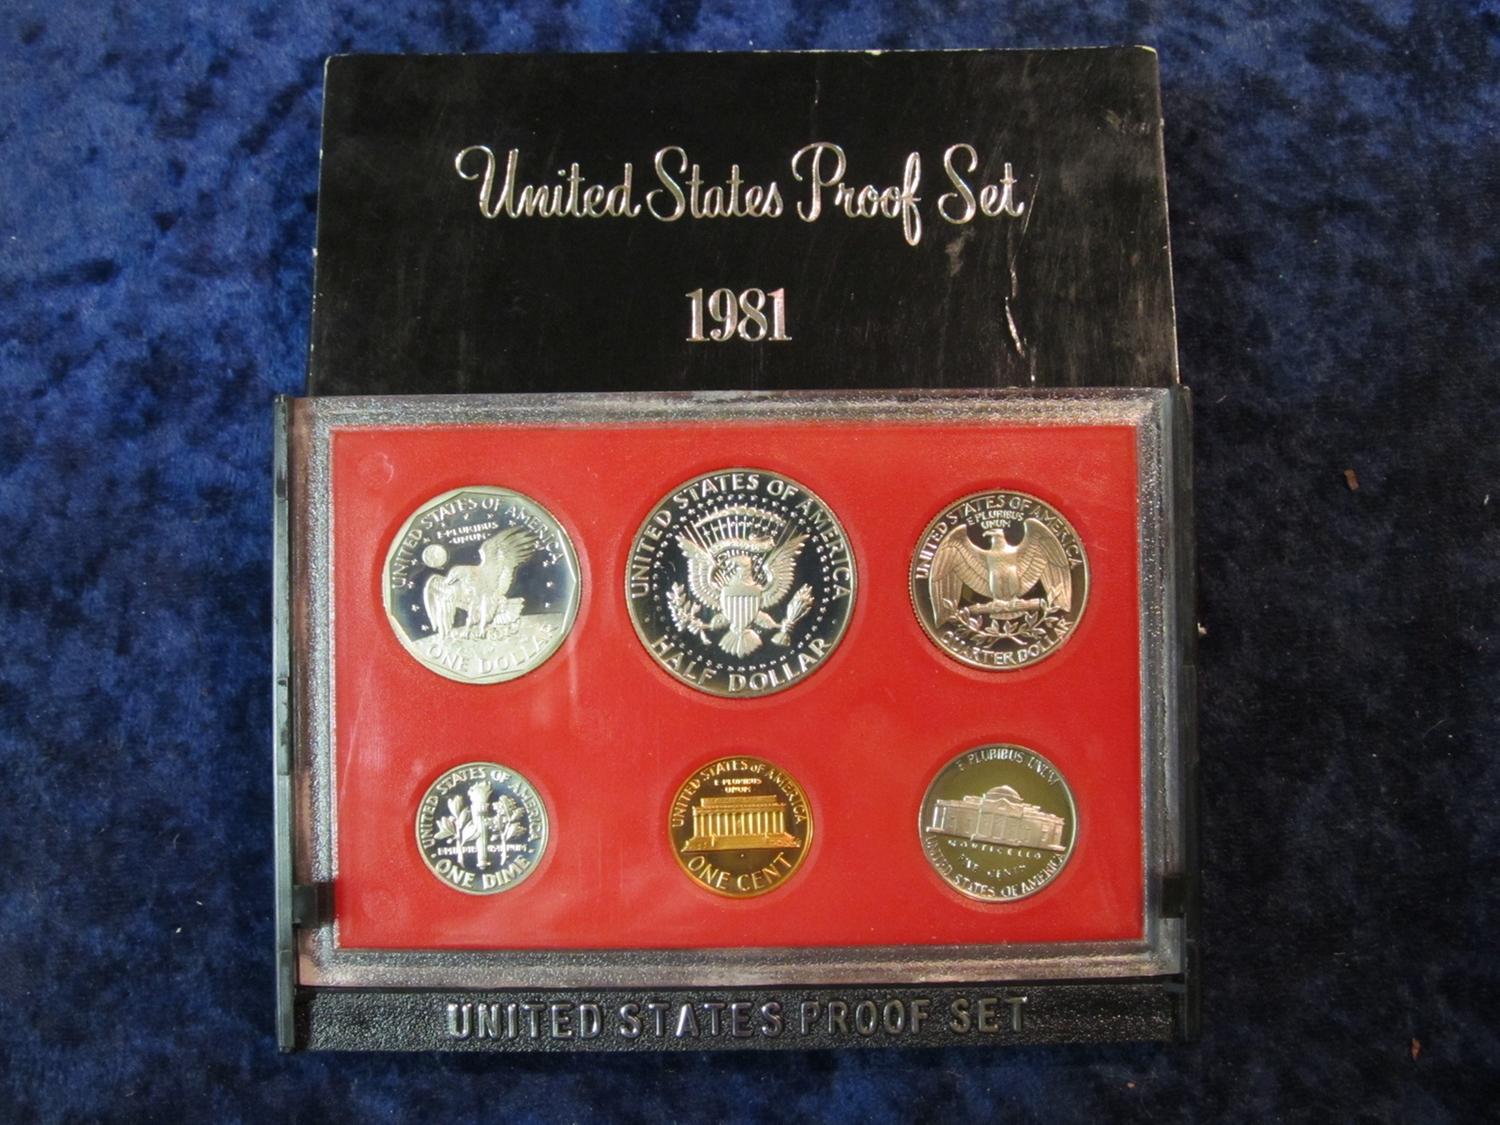 United States Proof Set
1981
UNITED STATES OF AMERICA
E·PLURIBUS
·UNUM·
ONE DOLLAR
UNITED STATES OF AMERICA
HALF DOLLAR
UNITED STATES OF AMERICA
E PLURIBUS
UNUM
QUARTER DOLLAR
UNITED STATES OF AMERICA
ONE DIME
UNITED STATES OF AMERICA
E PLURIBUS
UNUM
ONE CENT
E PLURIBUS UNUM
MONTICELLO
FIVE CENTS
UNITED STATES OF AMERICA
UNITED STATES PROOF SET